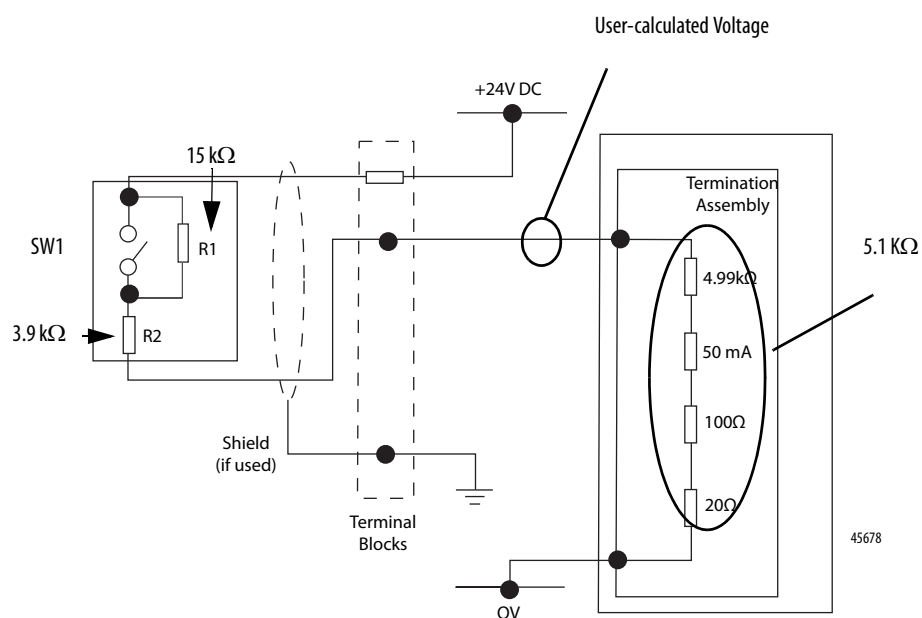 User-calculated Voltage
+24V DC
15 kΩ
Termination
Assembly
SW1
R1
5.1 KΩ
4.99kΩ
3.9 kΩ
R2
50 mA
100Ω
Shield
(if used)
20Ω
Terminal
Blocks
45678
OV